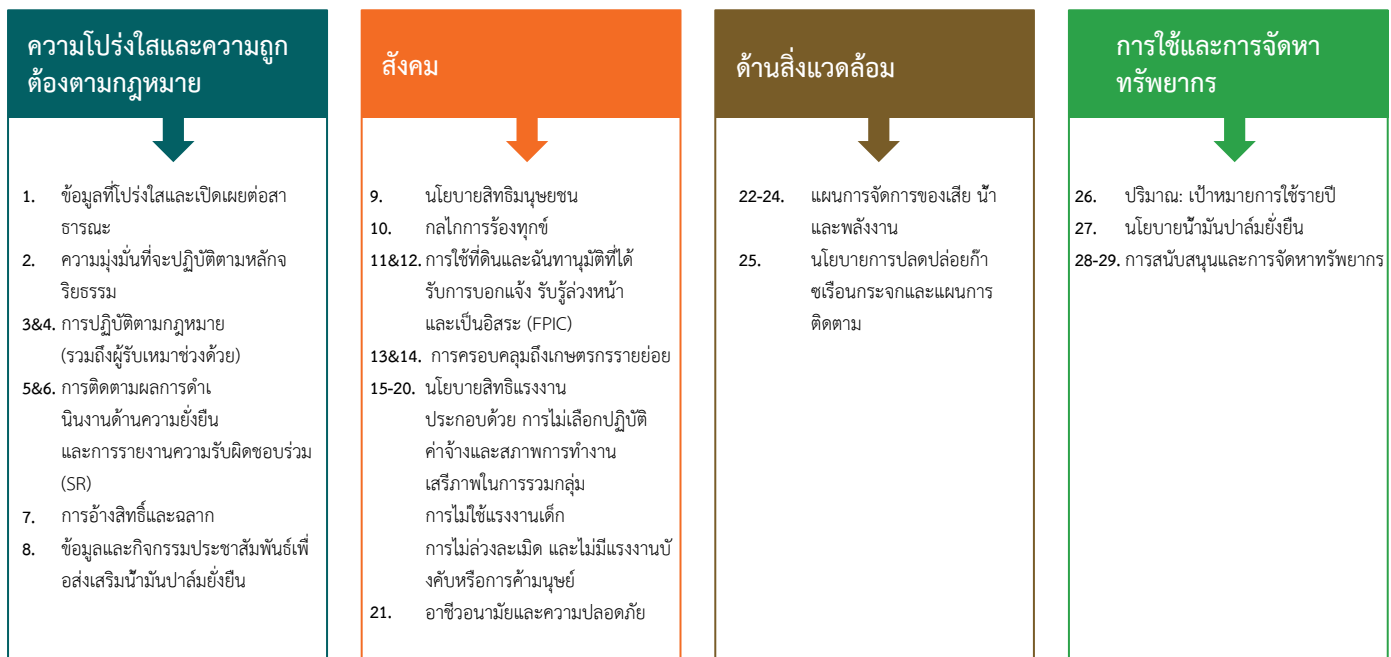 ความโปร่งใสและความถูก
ต้องตามกฎหมาย
1. ข้อมูลที่โปร่งใสและเปิดเผยต่อสา
ธารณะ
2. ความมุ่งมั่นที่จะปฏิบัติตามหลักจ
ริยธรรม
3&4. การปฏิบัติตามกฎหมาย
(รวมถึงผู้รับเหมาช่วงด้วย)
5&6. การติดตามผลการดำเ
นินงานด้านความยั่งยืน
และการรายงานความรับผิดชอบร่วม
(SR)
7. การอ้างสิทธิ์และฉลาก
8. ข้อมูลและกิจกรรมประชาสัมพันธ์เพื่
อส่งเสริมน้ำมันปาล์มยั่งยืน
สังคม
9. นโยบายสิทธิมนุษยชน
10. กลไกการร้องทุกข์
11&12. การใช้ที่ดินและฉันทานุมัติที่ได้
รับการบอกแจ้ง รับรู้ล่วงหน้า
และเป็นอิสระ (FPIC)
13&14. การครอบคลุมถึงเกษตรกรรายย่อย
15-20. นโยบายสิทธิแรงงาน
ประกอบด้วย การไม่เลือกปฏิบัติ
ค่าจ้างและสภาพการทำงาน
เสรีภาพในการรวมกลุ่ม
การไม่ใช้แรงงานเด็ก
การไม่ล่วงละเมิด และไม่มีแรงงานบั
งคับหรือการค้ามนุษย์
21. อาชีวอนามัยและความปลอดภัย
ด้านสิ่งแวดล้อม
22-24. แผนการจัดการของเสีย น้ำ
และพลังงาน
25. นโยบายการปลดปล่อยก๊า
ซเรือนกระจกและแผนการ
ติดตาม
การใช้และการจัดหา
ทรัพยากร
26. ปริมาณ: เป้าหมายการใช้รายปี
27. นโยบายน้ำมันปาล์มยั่งยืน
28-29. การสนับสนุนและการจัดหาทรัพยากร